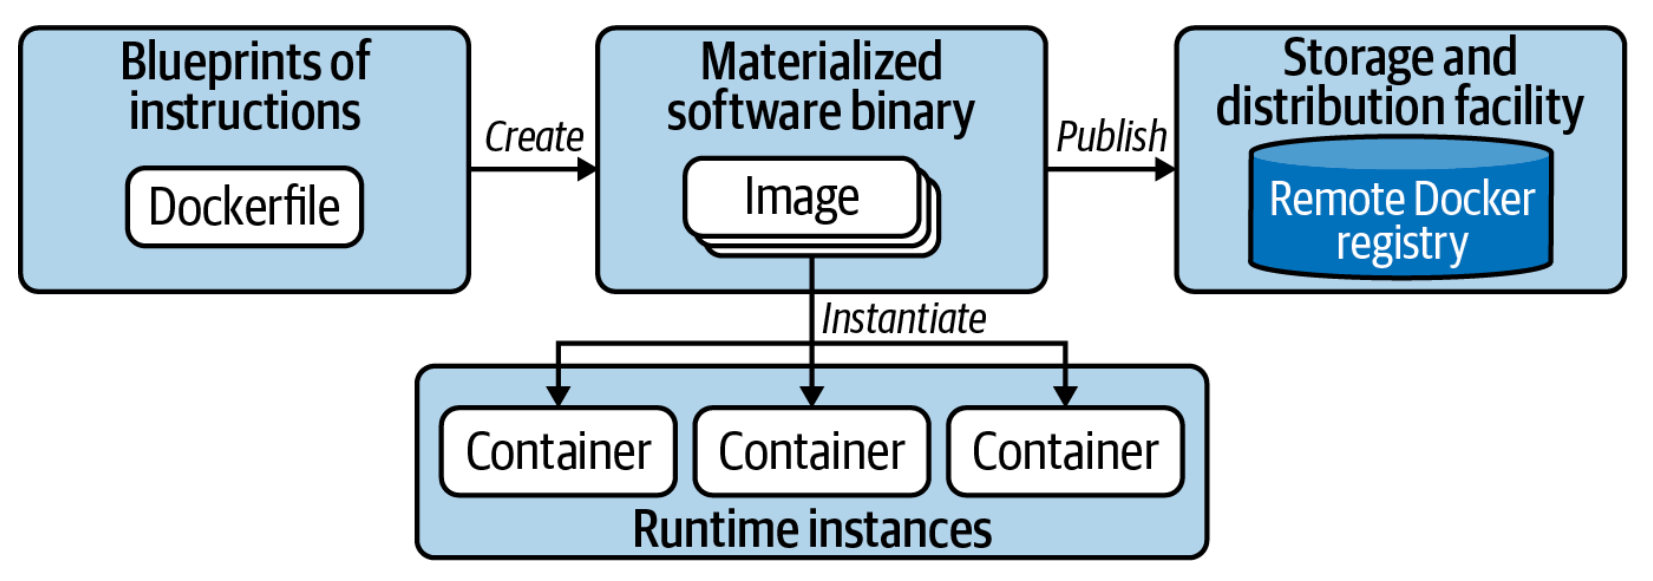 Blueprints of
instructions
Dockerfile
Create
Materialized
software binary
Image
Publish
Storage and
distribution facility
Remote Docker
registry
Instantiate
Container
Container
Container
Runtime instances